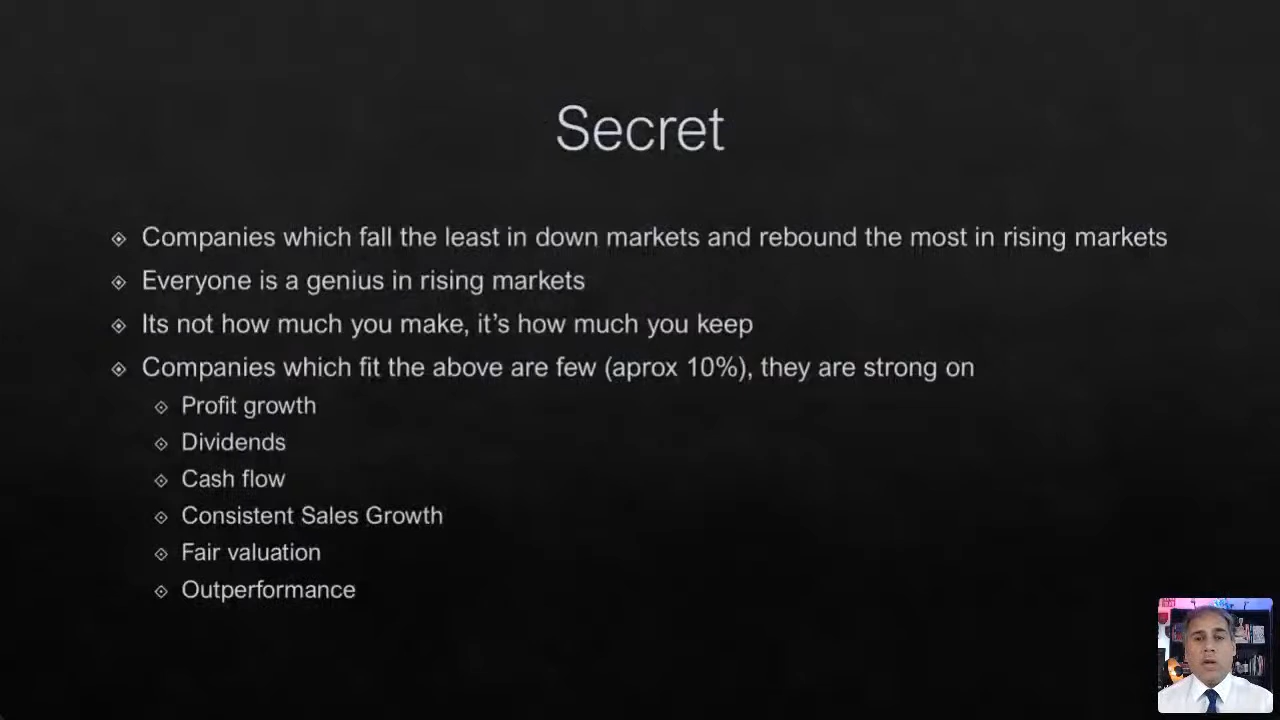 Secret
Companies which fall the least in down markets and rebound the most in rising markets
Everyone is a genius in rising markets
Its not how much you make, it’s how much you keep
Companies which fit the above are few (aprox 10%), they are strong on
Profit growth
Dividends
Cash flow
Consistent Sales Growth
Fair valuation
Outperformance